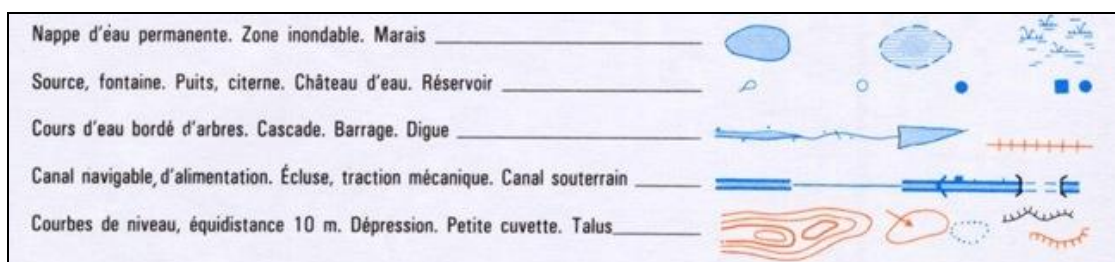 Nappe d'eau permanente. Zone inondable. Marais
Source, fontaine. Puits, citerne. Château d'eau. Réservoir
Cours d'eau bordé d'arbres. Cascade. Barrage. Digue
Canal navigable, d'alimentation. Écluse, traction mécanique. Canal souterrain
Courbes de niveau, équidistance 10 m. Dépression. Petite cuvette. Talus